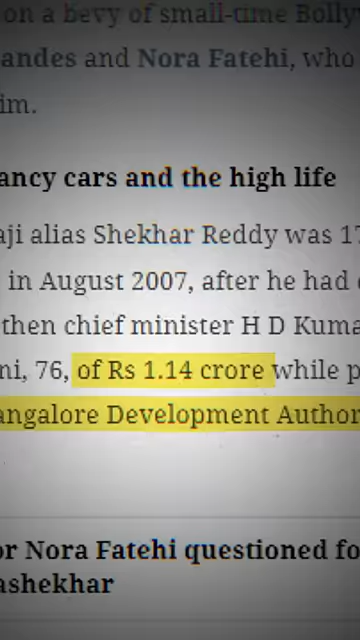 on a bevy of small-time Bolly
andes and Nora Fatehi, who
im.
ancy cars and the high life
aji alias Shekhar Reddy was 17
in August 2007, after he had
then chief minister H D Kuma
ni, 76, of Rs 1.14 crore while p
angalore Development Author
or Nora Fatehi questioned fo
ashekhar